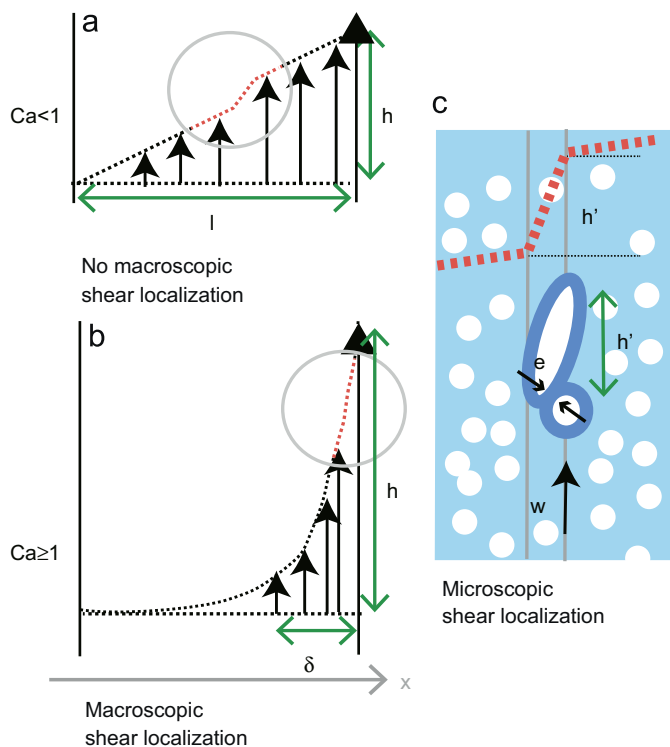 a
Ca<1
h
l
No macroscopic
shear localization
b
Ca≥1
h
δ
x
Macroscopic
shear localization
c
h'
h'
e
w
Microscopic
shear localization